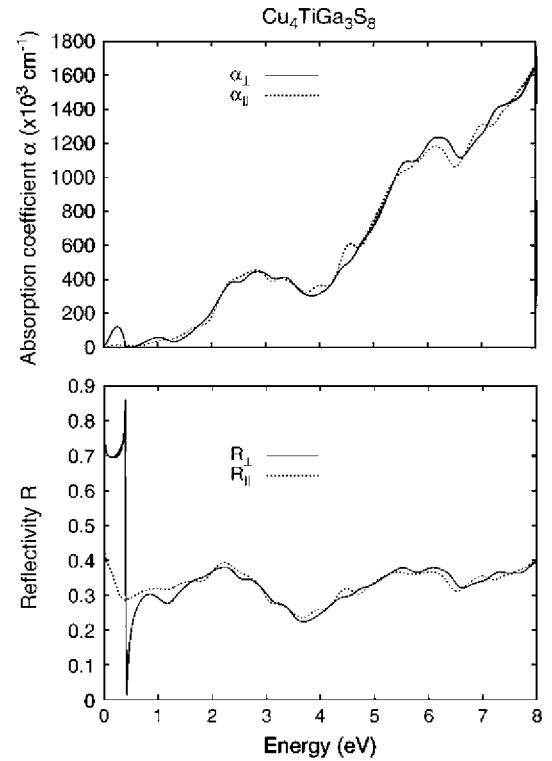 Cu₄TiGa₃S₈
1800
1600
1400
1200
1000
800
600
400
200
0
Absorption coefficient α (x10³ cm⁻¹)
α⊥
α||
0.9
0.8
0.7
0.6
0.5
0.4
0.3
0.2
0.1
0
Reflectivity R
R⊥
R||
0 1 2 3 4 5 6 7 8
Energy (eV)